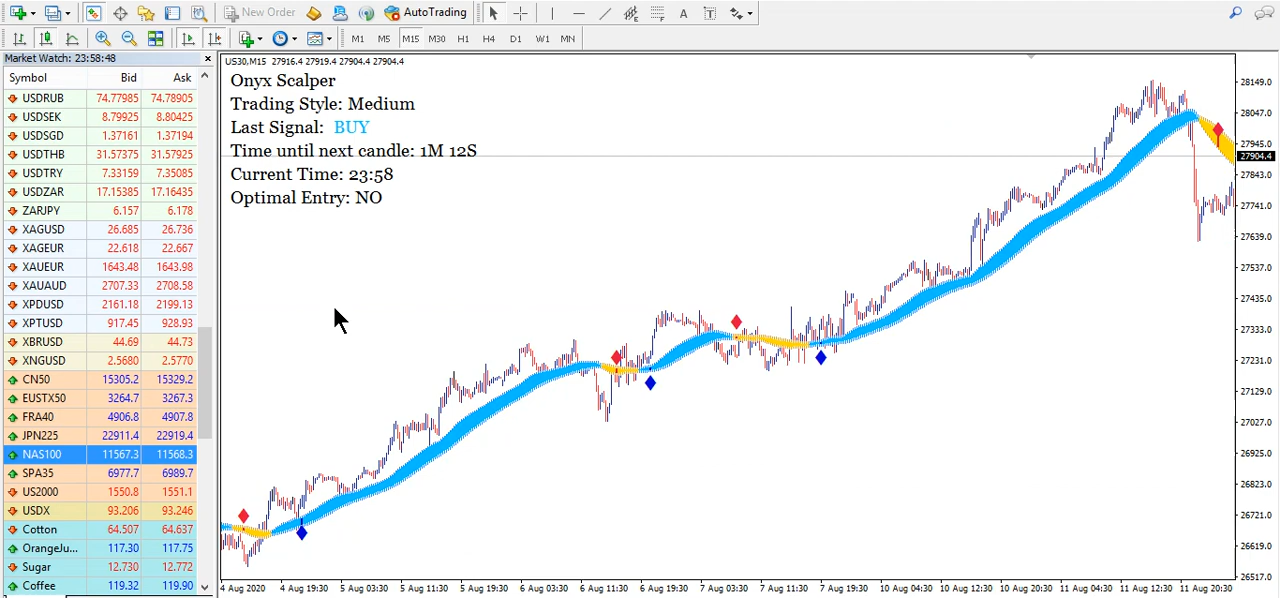 New Order
AutoTrading
A
T
M1 M5 M15 M30 H1 H4 D1 W1 MN
Market Watch: 23:58:48
Symbol Bid Ask
USDRUB 74.77985 74.78905
USDSEK 8.79925 8.80425
USDSGD 1.37161 1.37194
USDTHB 31.57375 31.57925
USDTRY 7.33159 7.35085
USDZAR 17.15385 17.16435
ZARJPY 6.157 6.178
XAGUSD 26.685 26.736
XAGEUR 22.618 22.667
XAUEUR 1643.48 1643.98
XAUAUD 2707.33 2708.58
XPDUSD 2161.18 2199.13
XPTUSD 917.45 928.93
XBRUSD 44.69 44.73
XNGUSD 2.5680 2.5770
CN50 15305.2 15329.2
EUSTX50 3264.7 3267.3
FRA40 4906.8 4907.8
JPN225 22911.4 22919.4
NAS100 11567.3 11568.3
SPA35 6977.7 6989.7
US2000 1550.8 1551.1
USDX 93.206 93.246
Cotton 64.507 64.637
OrangeJu... 117.30 117.75
Sugar 12.730 12.772
Coffee 119.32 119.90
US30,M15 27916.4 27919.4 27904.4 27904.4
Onyx Scalper
Trading Style: Medium
Last Signal: BUY
Time until next candle: 1M 12S
Current Time: 23:58
Optimal Entry: NO
28149.0
28047.0
27945.0
27904.4
27843.0
27741.0
27639.0
27537.0
27435.0
27333.0
27231.0
27129.0
27027.0
26925.0
26823.0
26721.0
26619.0
26517.0
4 Aug 2020 4 Aug 19:30 5 Aug 03:30 5 Aug 11:30 5 Aug 19:30 6 Aug 03:30 6 Aug 11:30 6 Aug 19:30 7 Aug 03:30 7 Aug 11:30 7 Aug 19:30 10 Aug 04:30 10 Aug 12:30 10 Aug 20:30 11 Aug 04:30 11 Aug 12:30 11 Aug 20:30